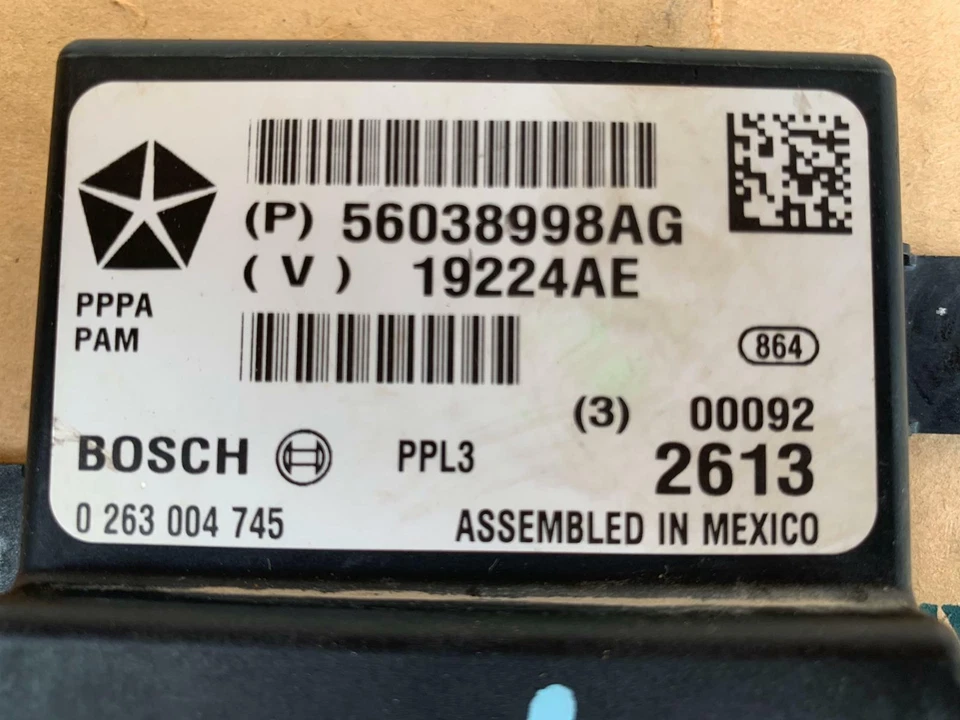 (P) 56038998AG
(V) 19224AE
PPPA
PAM
864
(3) 00092
BOSCH PPL3 2613
0 263 004 745 ASSEMBLED IN MEXICO